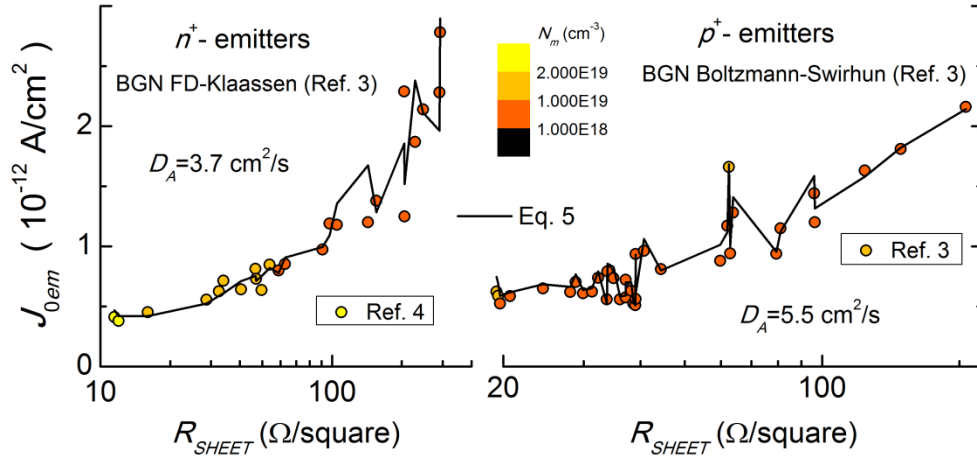 n⁺- emitters
BGN FD-Klaassen (Ref. 3)
D_A=3.7 cm²/s
Ref. 4
N_m (cm⁻³)
2.000E19
1.000E19
1.000E18
Eq. 5
p⁺- emitters
BGN Boltzmann-Swirhun (Ref. 3)
Ref. 3
D_A=5.5 cm²/s
J_0em ( 10⁻¹² A/cm²)
2
1
0
10
100
R_SHEET (Ω/square)
20
100
R_SHEET (Ω/square)